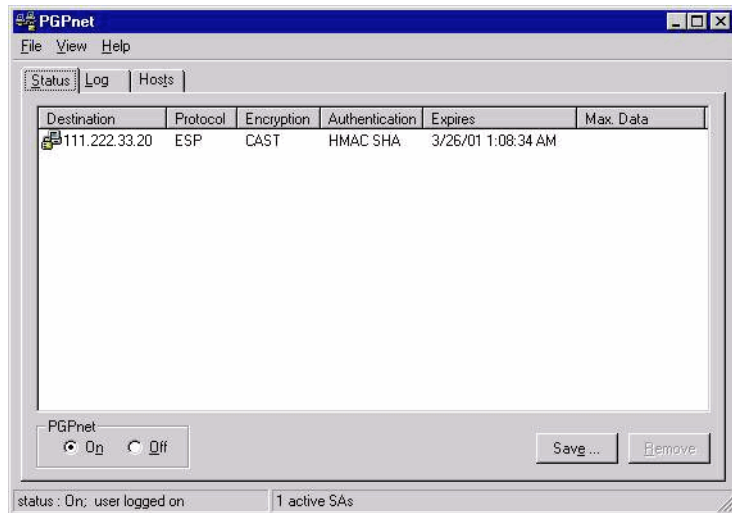 PGPnet
File View Help
Status Log Hosts
Destination Protocol Encryption Authentication Expires Max. Data
111.222.33.20 ESP CAST HMAC SHA 3/26/01 1:08:34 AM
PGPnet
On Off
Save ... Remove
status : On; user logged on 1 active SAs